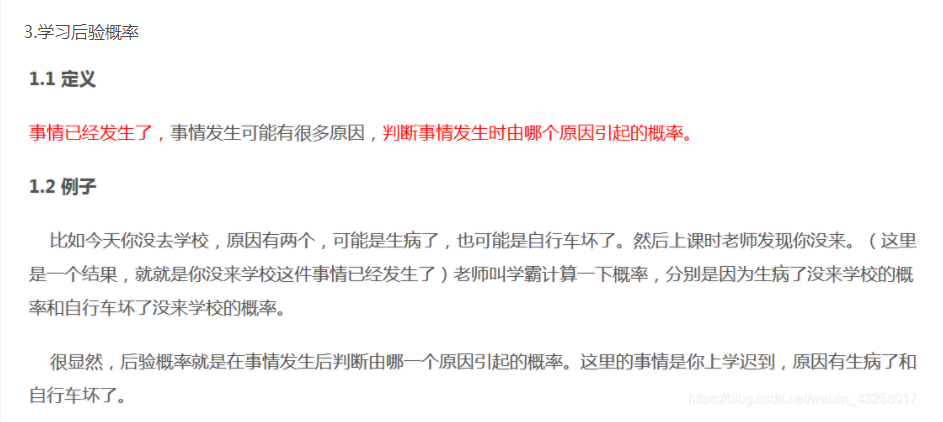 3.学习后验概率
1.1 定义
事情已经发生了，事情发生可能有很多原因，判断事情发生时由哪个原因引起的概率。
1.2 例子
比如今天你没去学校，原因有两个，可能是生病了，也可能是自行车坏了。然后上课时老师发现你没来。（这里
是一个结果，就就是你没来学校这件事情已经发生了）老师叫学霸计算一下概率，分别是因为生病了没来学校的概
率和自行车坏了没来学校的概率。
很显然，后验概率就是在事情发生后判断由哪一个原因引起的概率。这里的事情是你上学迟到，原因有生病了和
自行车坏了。
https://blog.csdn.net/weixin_43258017